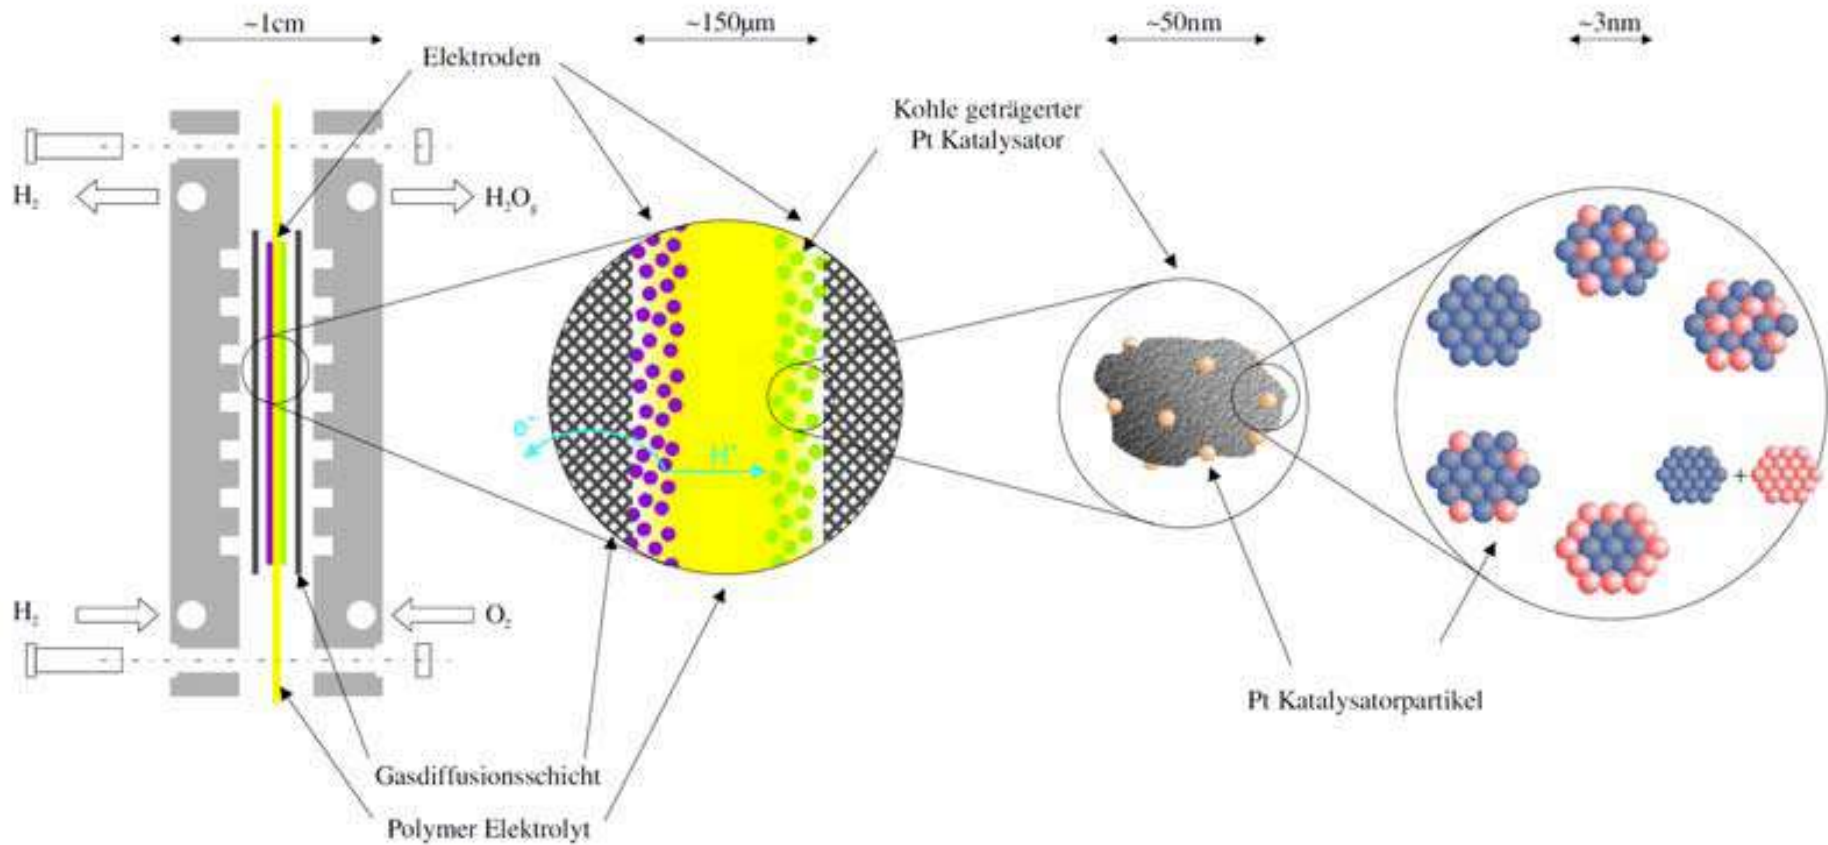 ~1cm
~150µm
~50nm
~3nm
Elektroden
Kohle geträgerter
Pt Katalysator
H₂
H₂Og
e⁻
H⁺
+
H₂
O₂
Pt Katalysatorpartikel
Gasdiffusionsschicht
Polymer Elektrolyt